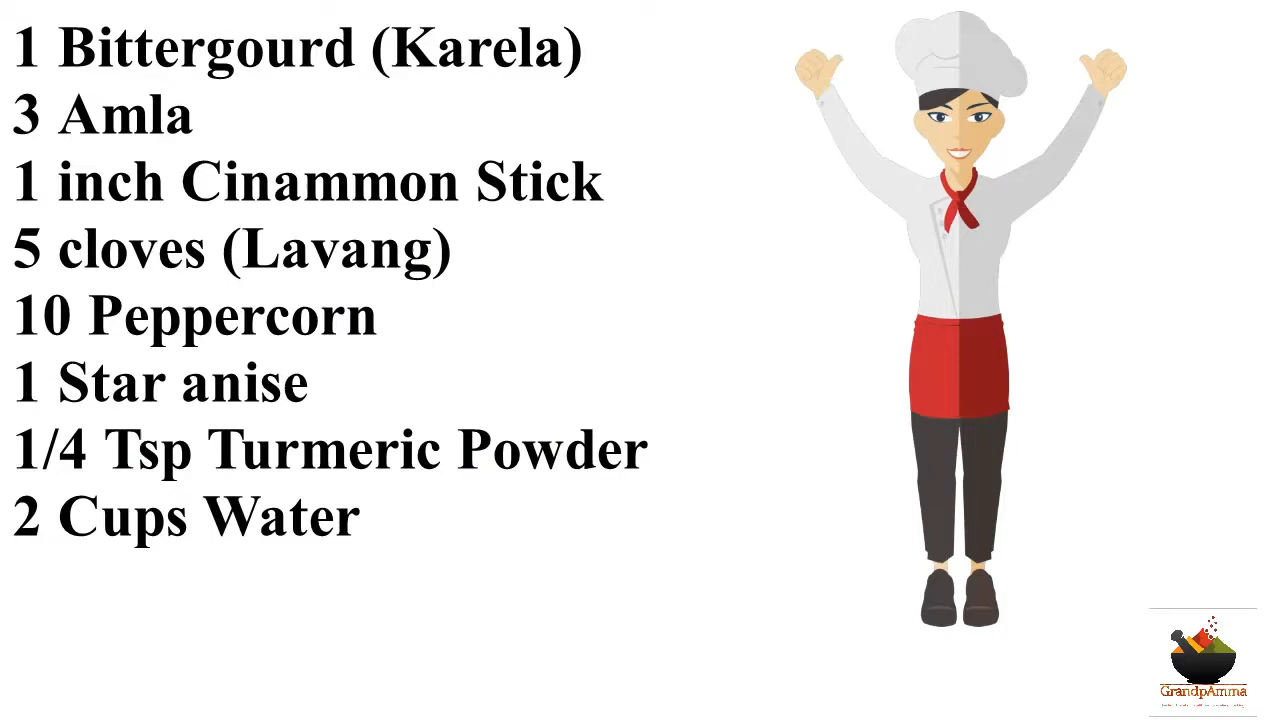 1 Bittergourd (Karela)
3 Amla
1 inch Cinammon Stick
5 cloves (Lavang)
10 Peppercorn
1 Star anise
1/4 Tsp Turmeric Powder
2 Cups Water
GrandpAmma